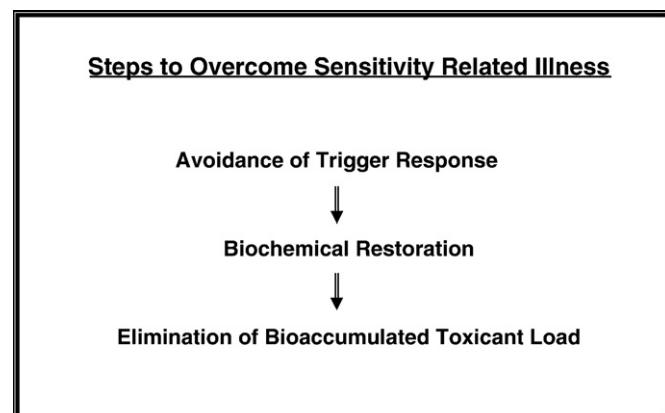 Steps to Overcome Sensitivity Related Illness
Avoidance of Trigger Response
Biochemical Restoration
Elimination of Bioaccumulated Toxicant Load